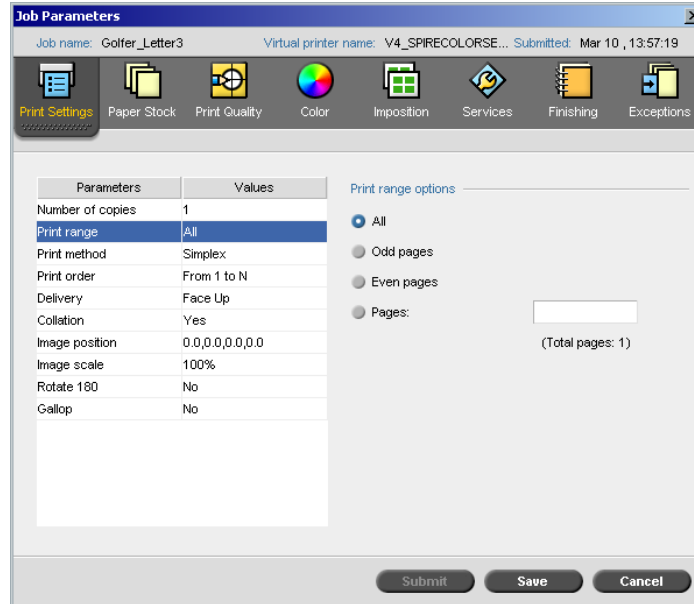 Job Parameters
Job name: Golfer_Letter3 Virtual printer name: V4_SPIRECOLORSE... Submitted: Mar 10 , 13:57:19
Print Settings Paper Stock Print Quality Color Imposition Services Finishing Exceptions
Parameters Values
Number of copies 1
Print range All
Print method Simplex
Print order From 1 to N
Delivery Face Up
Collation Yes
Image position 0.0,0.0,0.0,0.0
Image scale 100%
Rotate 180 No
Gallop No
Print range options
All
Odd pages
Even pages
Pages:
(Total pages: 1)
Submit Save Cancel